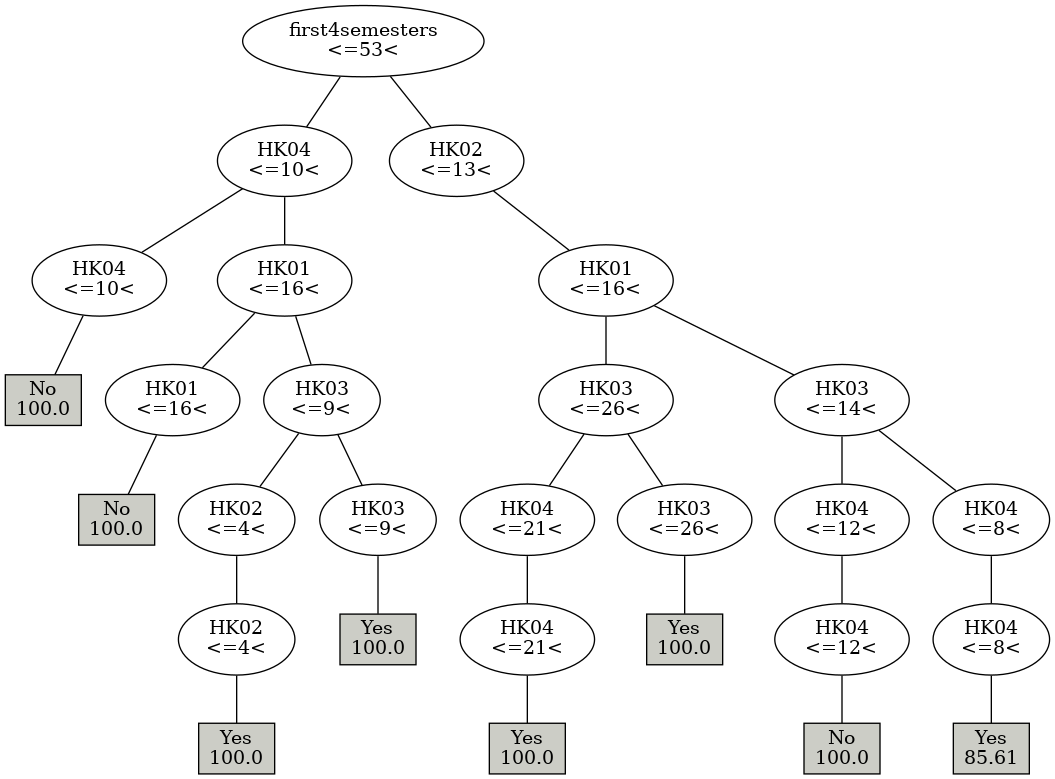 first4semesters
<=53<
HK04
<=10<
HK02
<=13<
HK04
<=10<
HK01
<=16<
HK01
<=16<
No
100.0
HK01
<=16<
HK03
<=9<
HK03
<=26<
HK03
<=14<
No
100.0
HK02
<=4<
HK03
<=9<
HK04
<=21<
HK03
<=26<
HK04
<=12<
HK04
<=8<
HK02
<=4<
Yes
100.0
HK04
<=21<
Yes
100.0
HK04
<=12<
HK04
<=8<
Yes
100.0
Yes
100.0
No
100.0
Yes
85.61